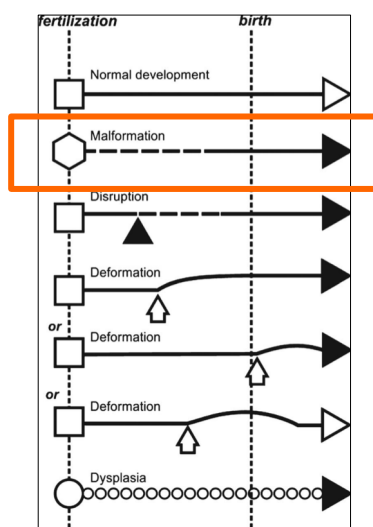 fertilization birth
Normal development
Malformation
Disruption
Deformation
or
Deformation
or
Deformation
Dysplasia